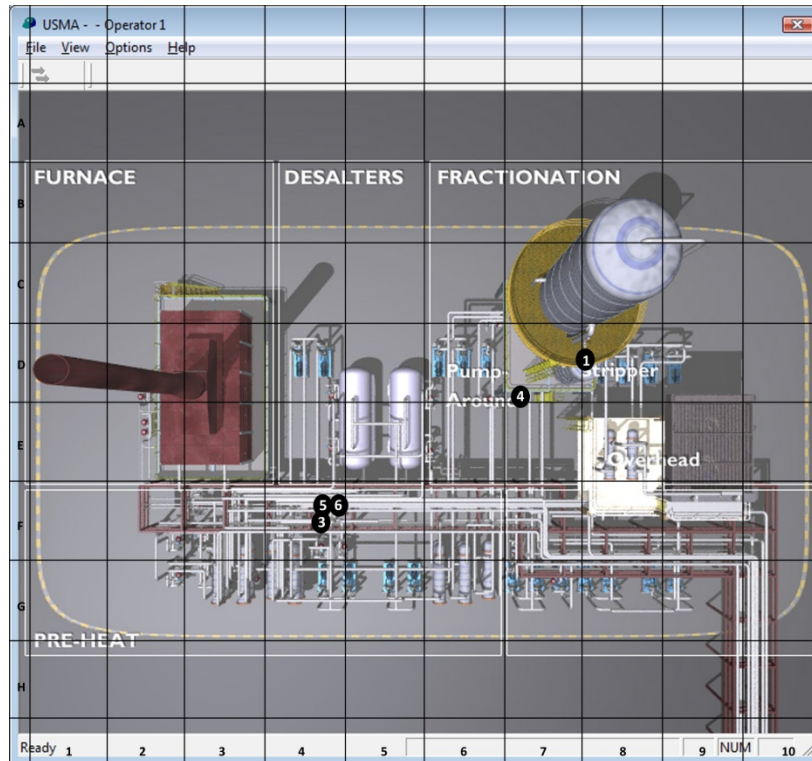 USMA - - Operator 1
File View Options Help
A
FURNACE DESALTERS FRACTIONATION
B
C
1
D Pump- Stripper
Around 4
E Overhead
5 6
F 3
G
PRE-HEAT
H
Ready 1 2 3 4 5 6 7 8 9 NUM 10